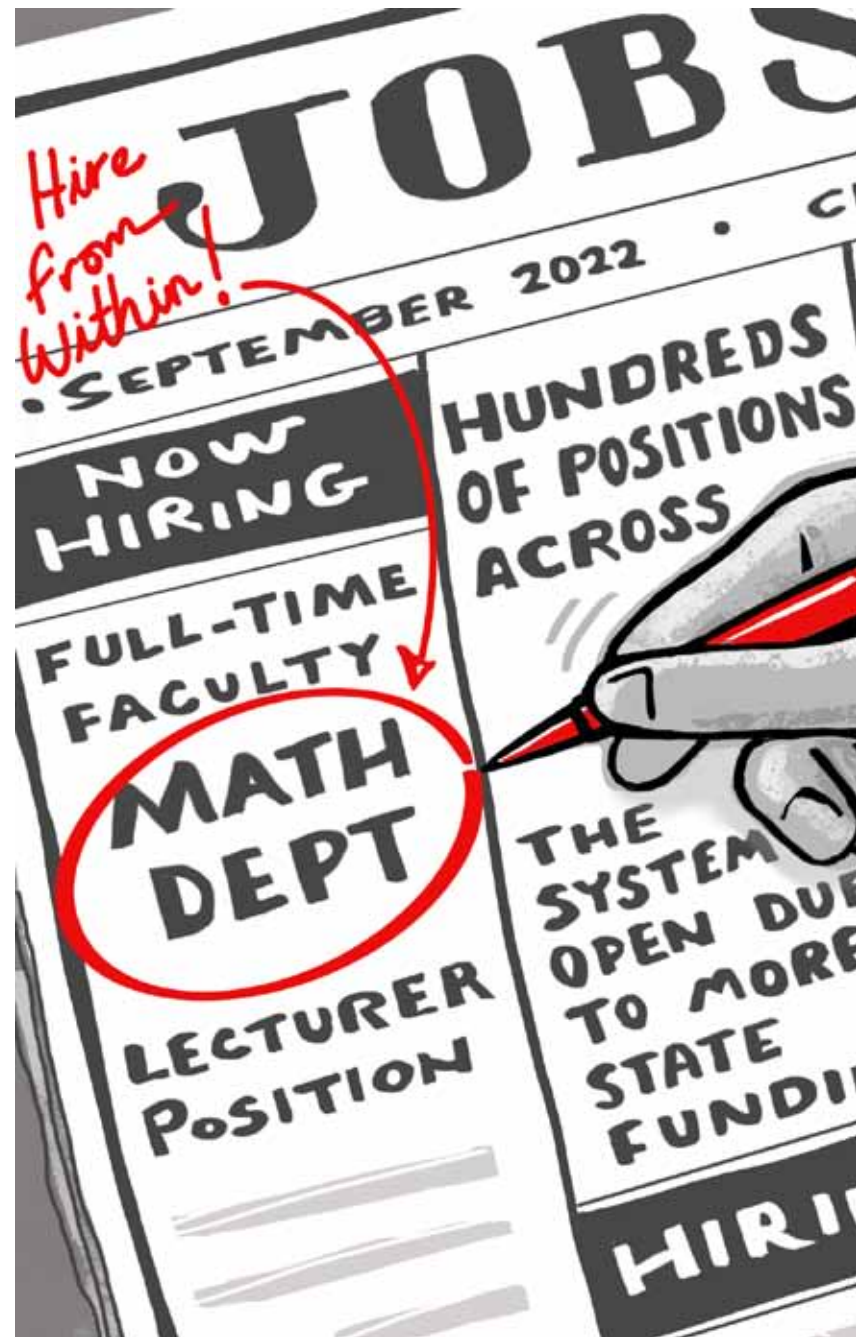 JOBS
Hire
from
Within!
• SEPTEMBER 2022 •
NOW
HIRING
FULL-TIME
FACULTY
MATH
DEPT
LECTURER
POSITION
HUNDREDS
OF POSITIONS
ACROSS
THE
SYSTEM
OPEN DUE
TO MORE
STATE